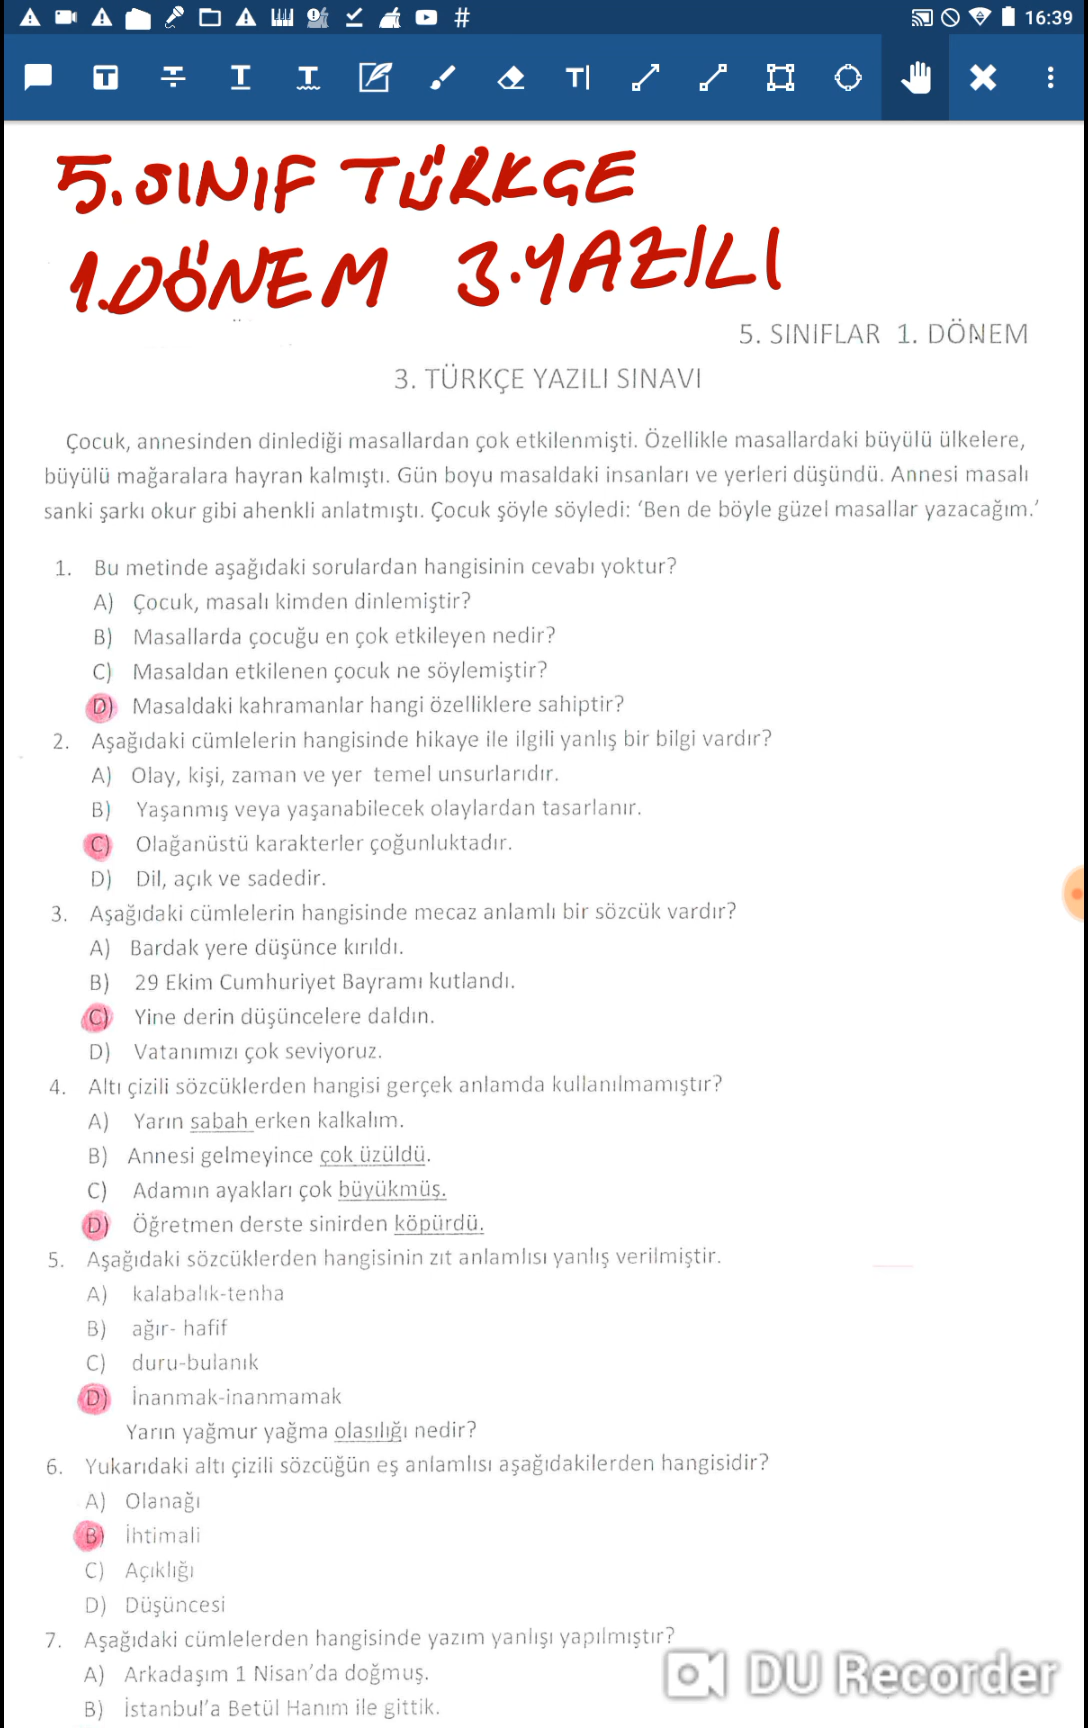 16:39
5. SINIF TÜRKÇE
1.DÖNEM 3.YAZILI
5. SINIFLAR 1. DÖNEM
3. TÜRKÇE YAZILI SINAVI
Çocuk, annesinden dinlediği masallardan çok etkilenmişti. Özellikle masallardaki büyülü ülkelere,
büyülü mağaralara hayran kalmıştı. Gün boyu masaldaki insanları ve yerleri düşündü. Annesi masalı
sanki şarkı okur gibi ahenkli anlatmıştı. Çocuk şöyle söyledi: ‘Ben de böyle güzel masallar yazacağım.’
1. Bu metinde aşağıdaki sorulardan hangisinin cevabı yoktur?
A) Çocuk, masalı kimden dinlemiştir?
B) Masallarda çocuğu en çok etkileyen nedir?
C) Masaldan etkilenen çocuk ne söylemiştir?
D) Masaldaki kahramanlar hangi özelliklere sahiptir?
2. Aşağıdaki cümlelerin hangisinde hikaye ile ilgili yanlış bir bilgi vardır?
A) Olay, kişi, zaman ve yer temel unsurlarıdır.
B) Yaşanmış veya yaşanabilecek olaylardan tasarlanır.
C) Olağanüstü karakterler çoğunluktadır.
D) Dil, açık ve sadedir.
3. Aşağıdaki cümlelerin hangisinde mecaz anlamlı bir sözcük vardır?
A) Bardak yere düşünce kırıldı.
B) 29 Ekim Cumhuriyet Bayramı kutlandı.
C) Yine derin düşüncelere daldın.
D) Vatanımızı çok seviyoruz.
4. Altı çizili sözcüklerden hangisi gerçek anlamda kullanılmamıştır?
A) Yarın sabah erken kalkalım.
B) Annesi gelmeyince çok üzüldü.
C) Adamın ayakları çok büyükmüş.
D) Öğretmen derste sinirden köpürdü.
5. Aşağıdaki sözcüklerden hangisinin zıt anlamlısı yanlış verilmiştir.
A) kalabalık-tenha
B) ağır- hafif
C) duru-bulanık
D) İnanmak-inanmamak
Yarın yağmur yağma olasılığı nedir?
6. Yukarıdaki altı çizili sözcüğün eş anlamlısı aşağıdakilerden hangisidir?
A) Olanağı
B) İhtimali
C) Açıklığı
D) Düşüncesi
7. Aşağıdaki cümlelerden hangisinde yazım yanlışı yapılmıştır?
A) Arkadaşım 1 Nisan’da doğmuş.
B) İstanbul’a Betül Hanım ile gittik.
DU Recorder